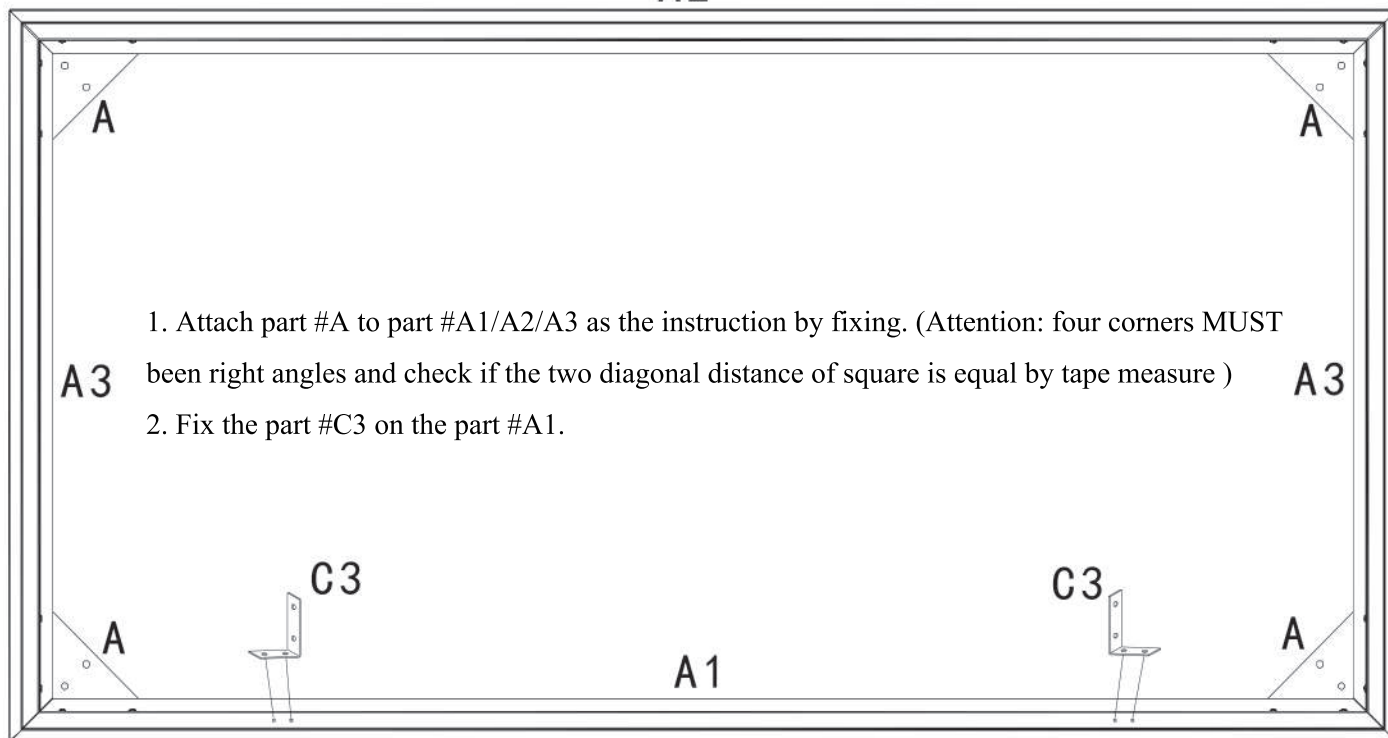 A
A
1. Attach part #A to part #A1/A2/A3 as the instruction by fixing. (Attention: four corners MUST
been right angles and check if the two diagonal distance of square is equal by tape measure )
A3
A3
2. Fix the part #C3 on the part #A1.
C3
C3
A
A
A1